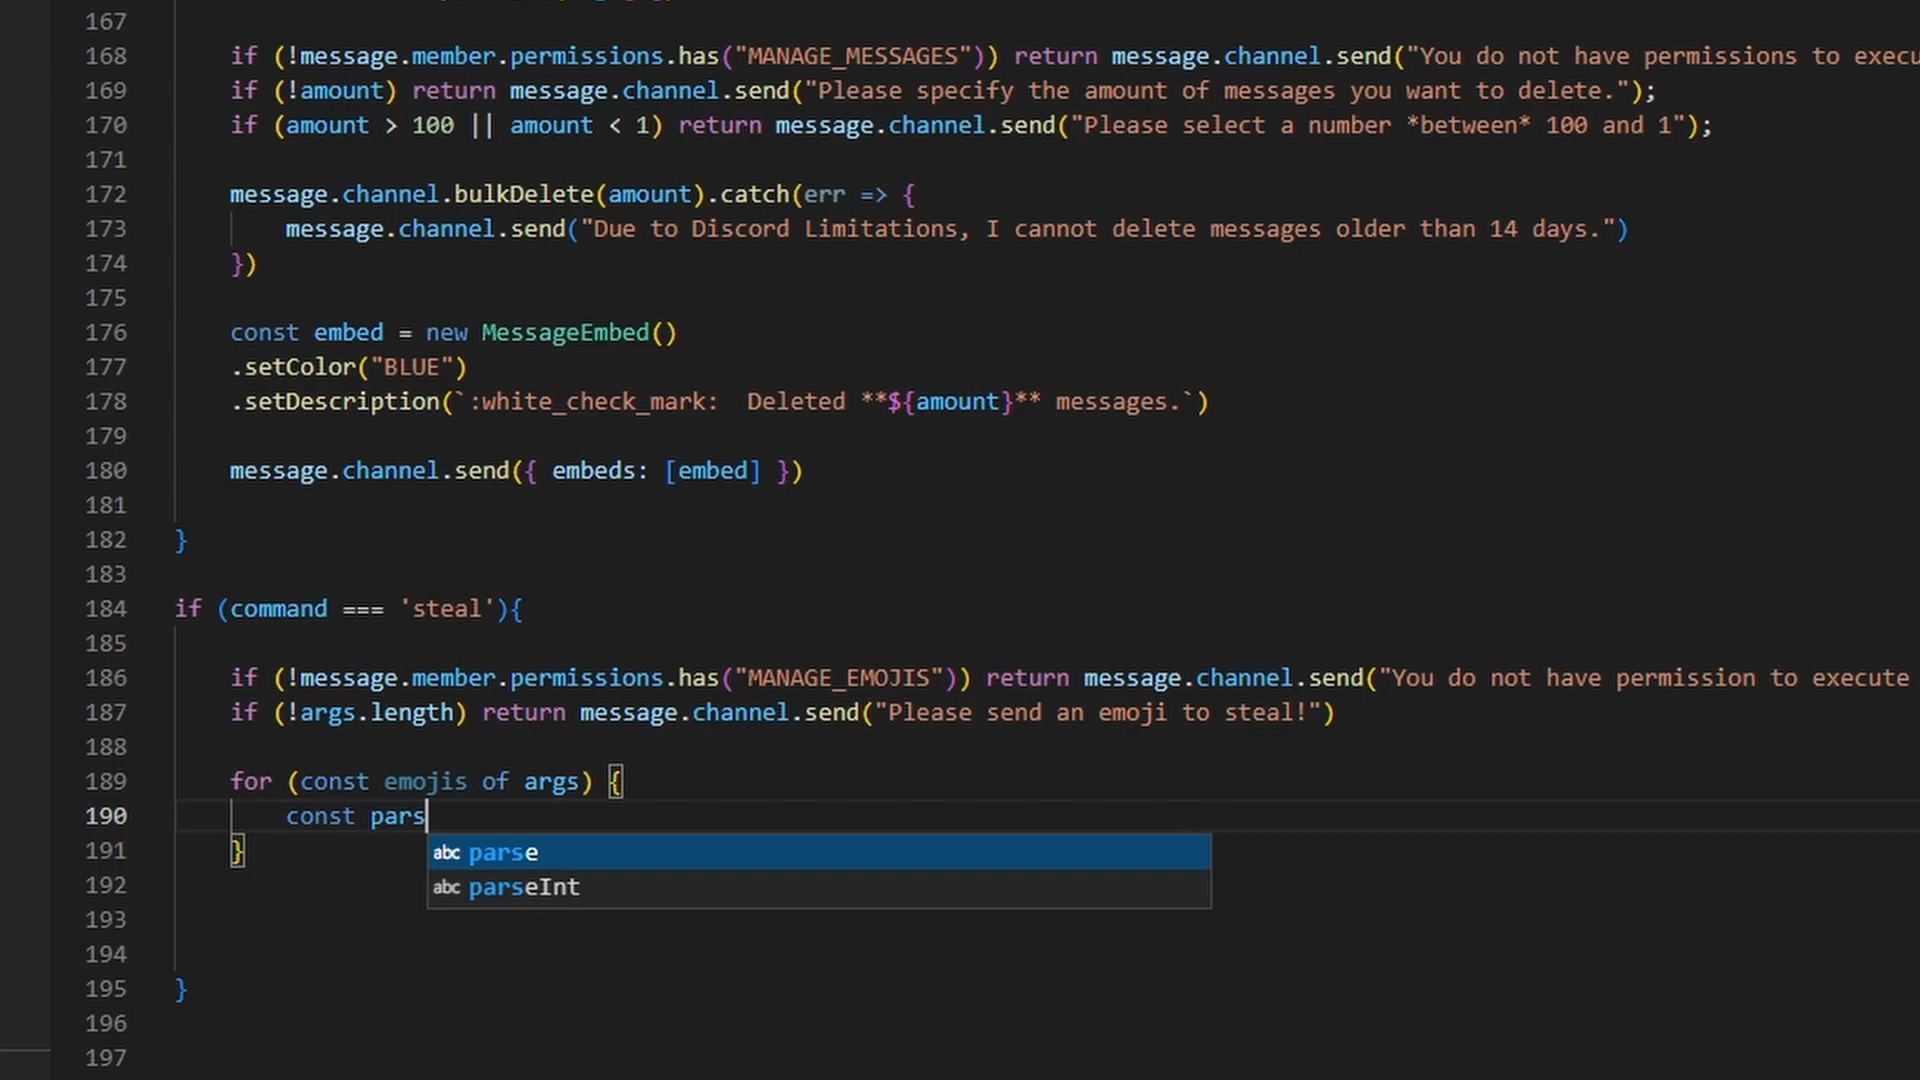 167
168 if (!message.member.permissions.has("MANAGE_MESSAGES")) return message.channel.send("You do not have permissions to execu
169 if (!amount) return message.channel.send("Please specify the amount of messages you want to delete.");
170 if (amount > 100 || amount < 1) return message.channel.send("Please select a number *between* 100 and 1");
171
172 message.channel.bulkDelete(amount).catch(err => {
173 message.channel.send("Due to Discord Limitations, I cannot delete messages older than 14 days.")
174 })
175
176 const embed = new MessageEmbed()
177 .setColor("BLUE")
178 .setDescription(`:white_check_mark:  Deleted **${amount}** messages.`)
179
180 message.channel.send({ embeds: [embed] })
181
182 }
183
184 if (command === 'steal'){
185
186 if (!message.member.permissions.has("MANAGE_EMOJIS")) return message.channel.send("You do not have permission to execute
187 if (!args.length) return message.channel.send("Please send an emoji to steal!")
188
189 for (const emojis of args) {
190 const pars
191 }
abc parse
192
abc parseInt
193
194
195 }
196
197